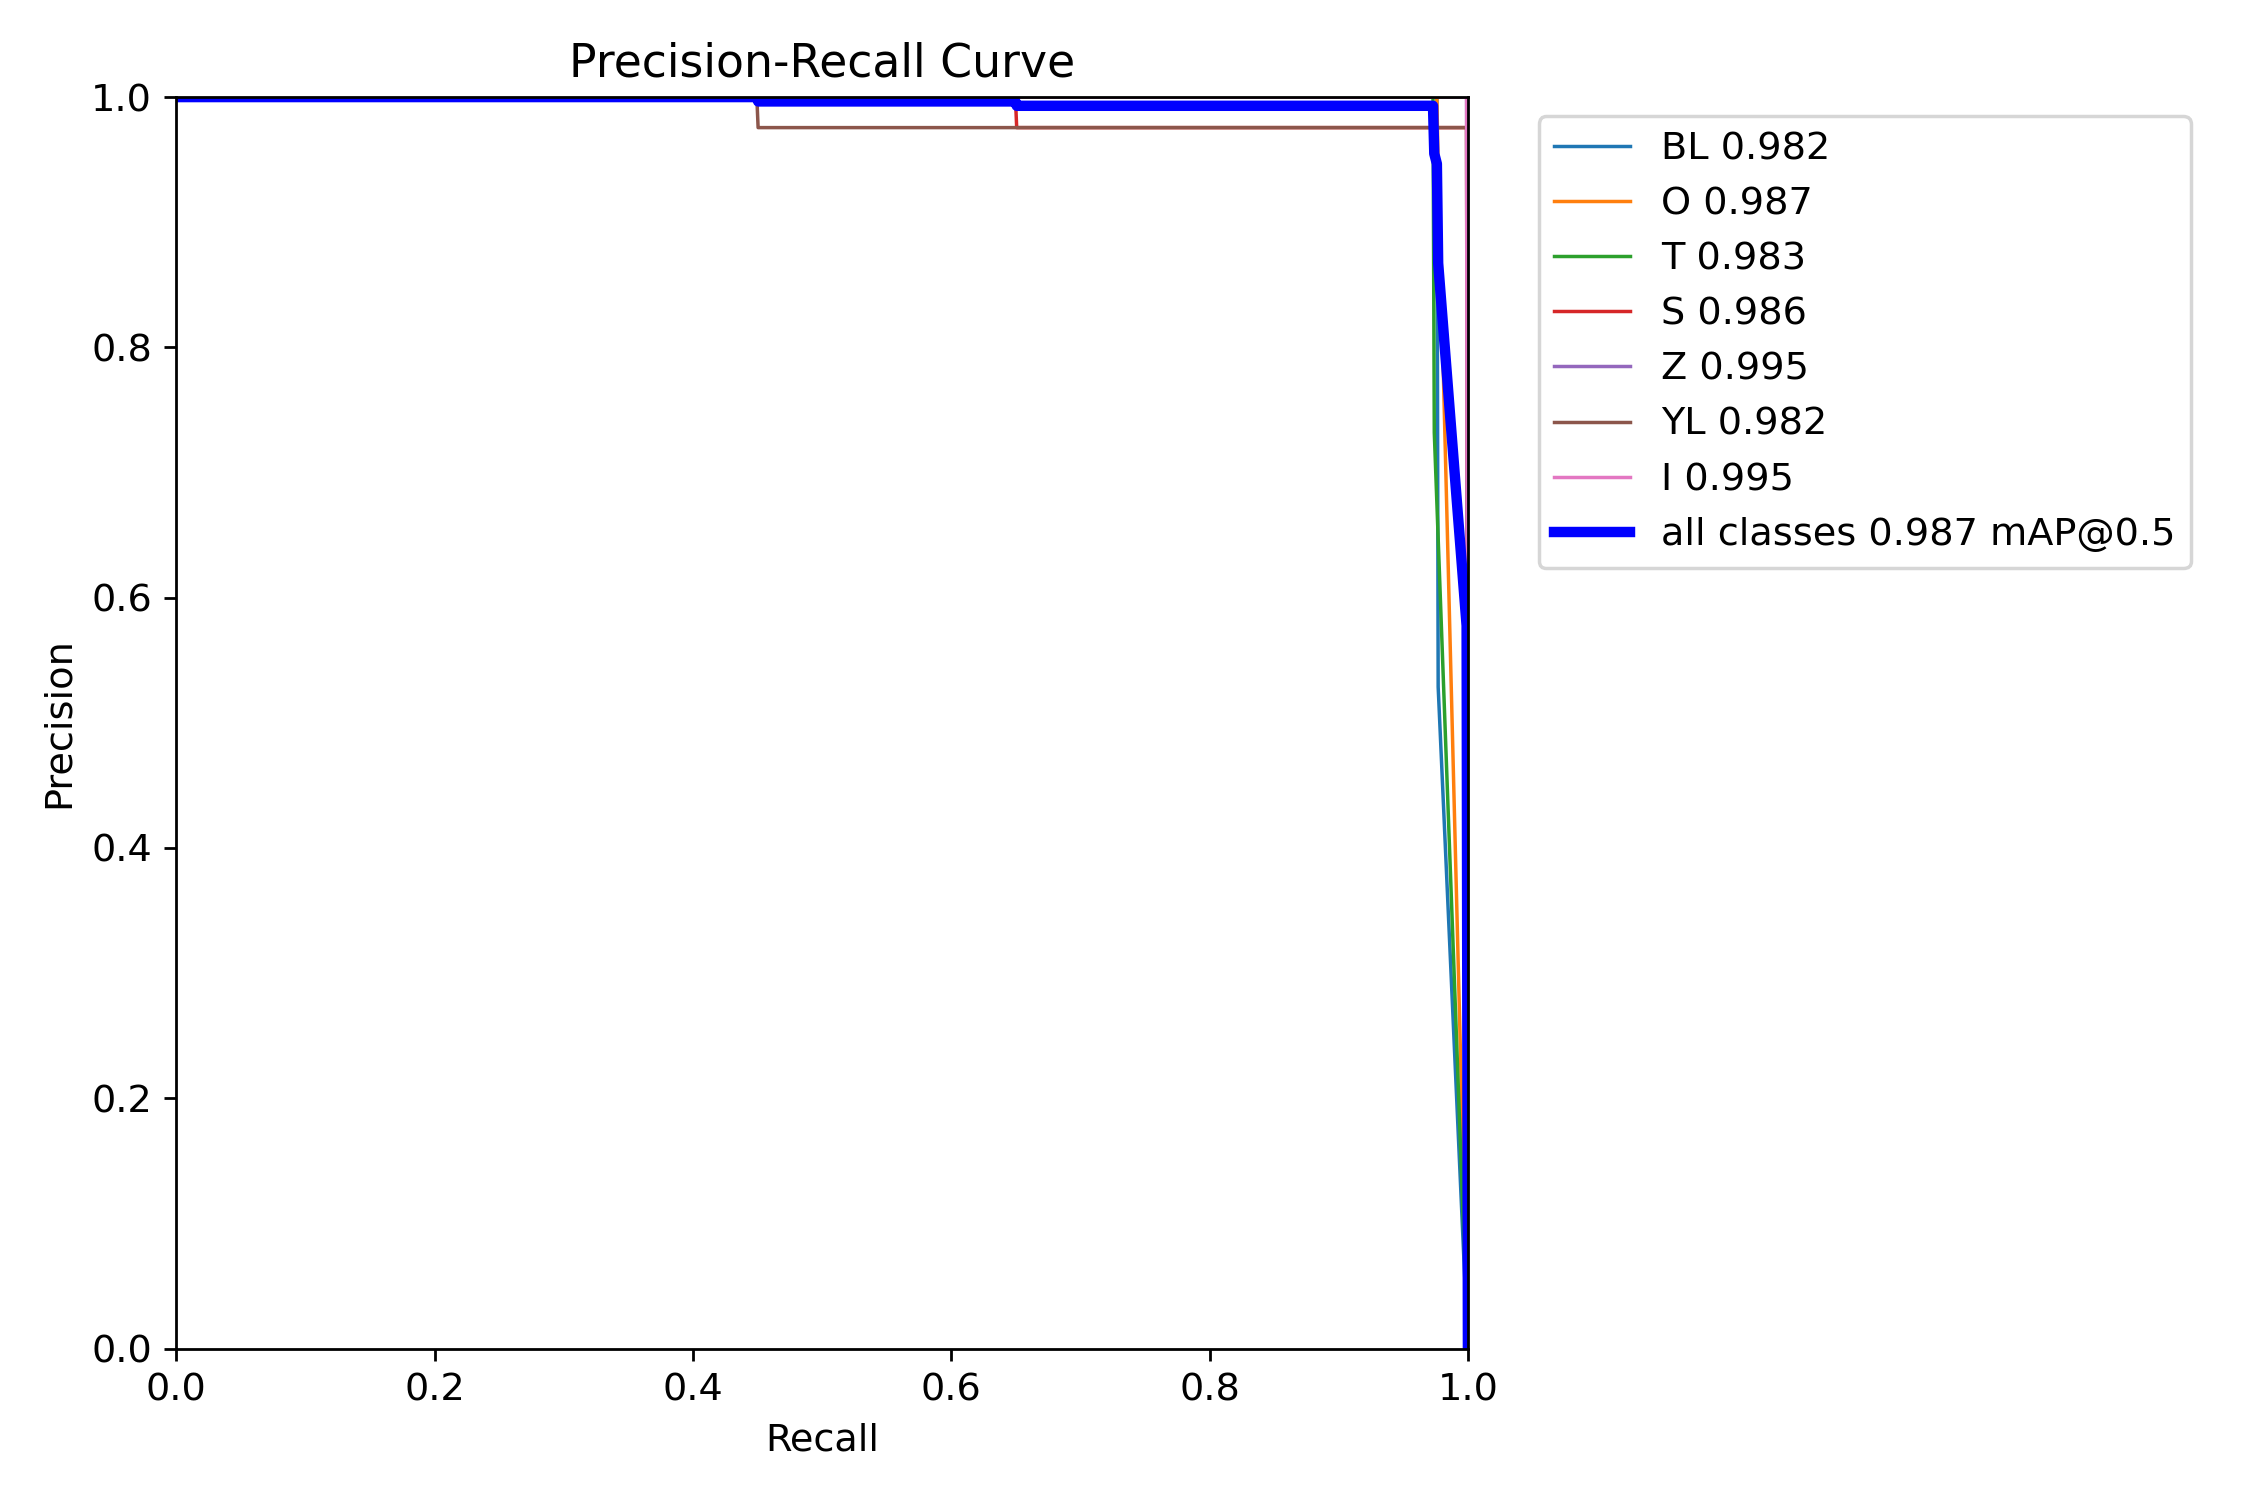 Precision-Recall Curve
1.0
0.8
0.6
0.4
0.2
0.0
Precision
0.0 0.2 0.4 0.6 0.8 1.0
Recall
BL 0.982
O 0.987
T 0.983
S 0.986
Z 0.995
YL 0.982
I 0.995
all classes 0.987 mAP@0.5